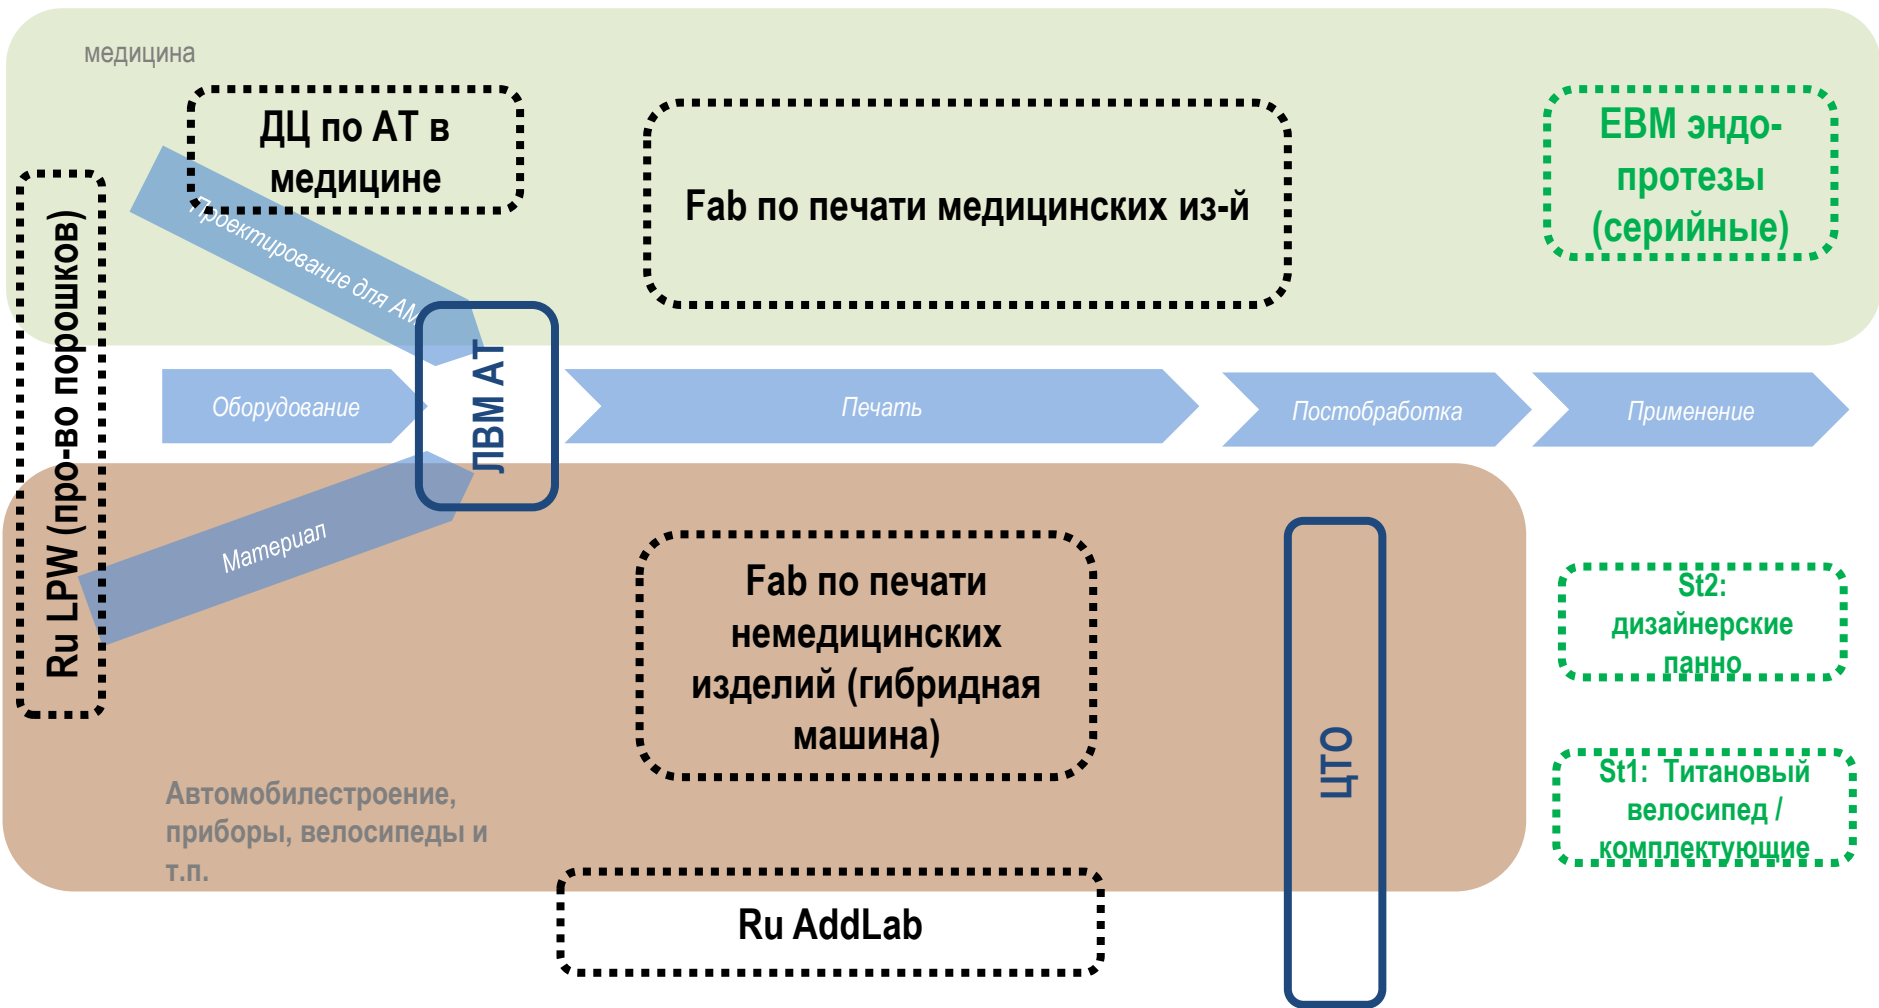 медицина
ДЦ по АТ в
медицине
Fab по печати медицинских из-й
EBM эндо-
протезы
(серийные)
Ru LPW (про-во порошков)
Проектирование для АМ
ЛВМ АТ
Оборудование
Печать
Постобработка
Применение
Материал
Fab по печати
немедицинских
изделий (гибридная
машина)
ЦТО
St2:
дизайнерские
панно
St1: Титановый
велосипед /
комплектующие
Автомобилестроение,
приборы, велосипеды и
т.п.
Ru AddLab